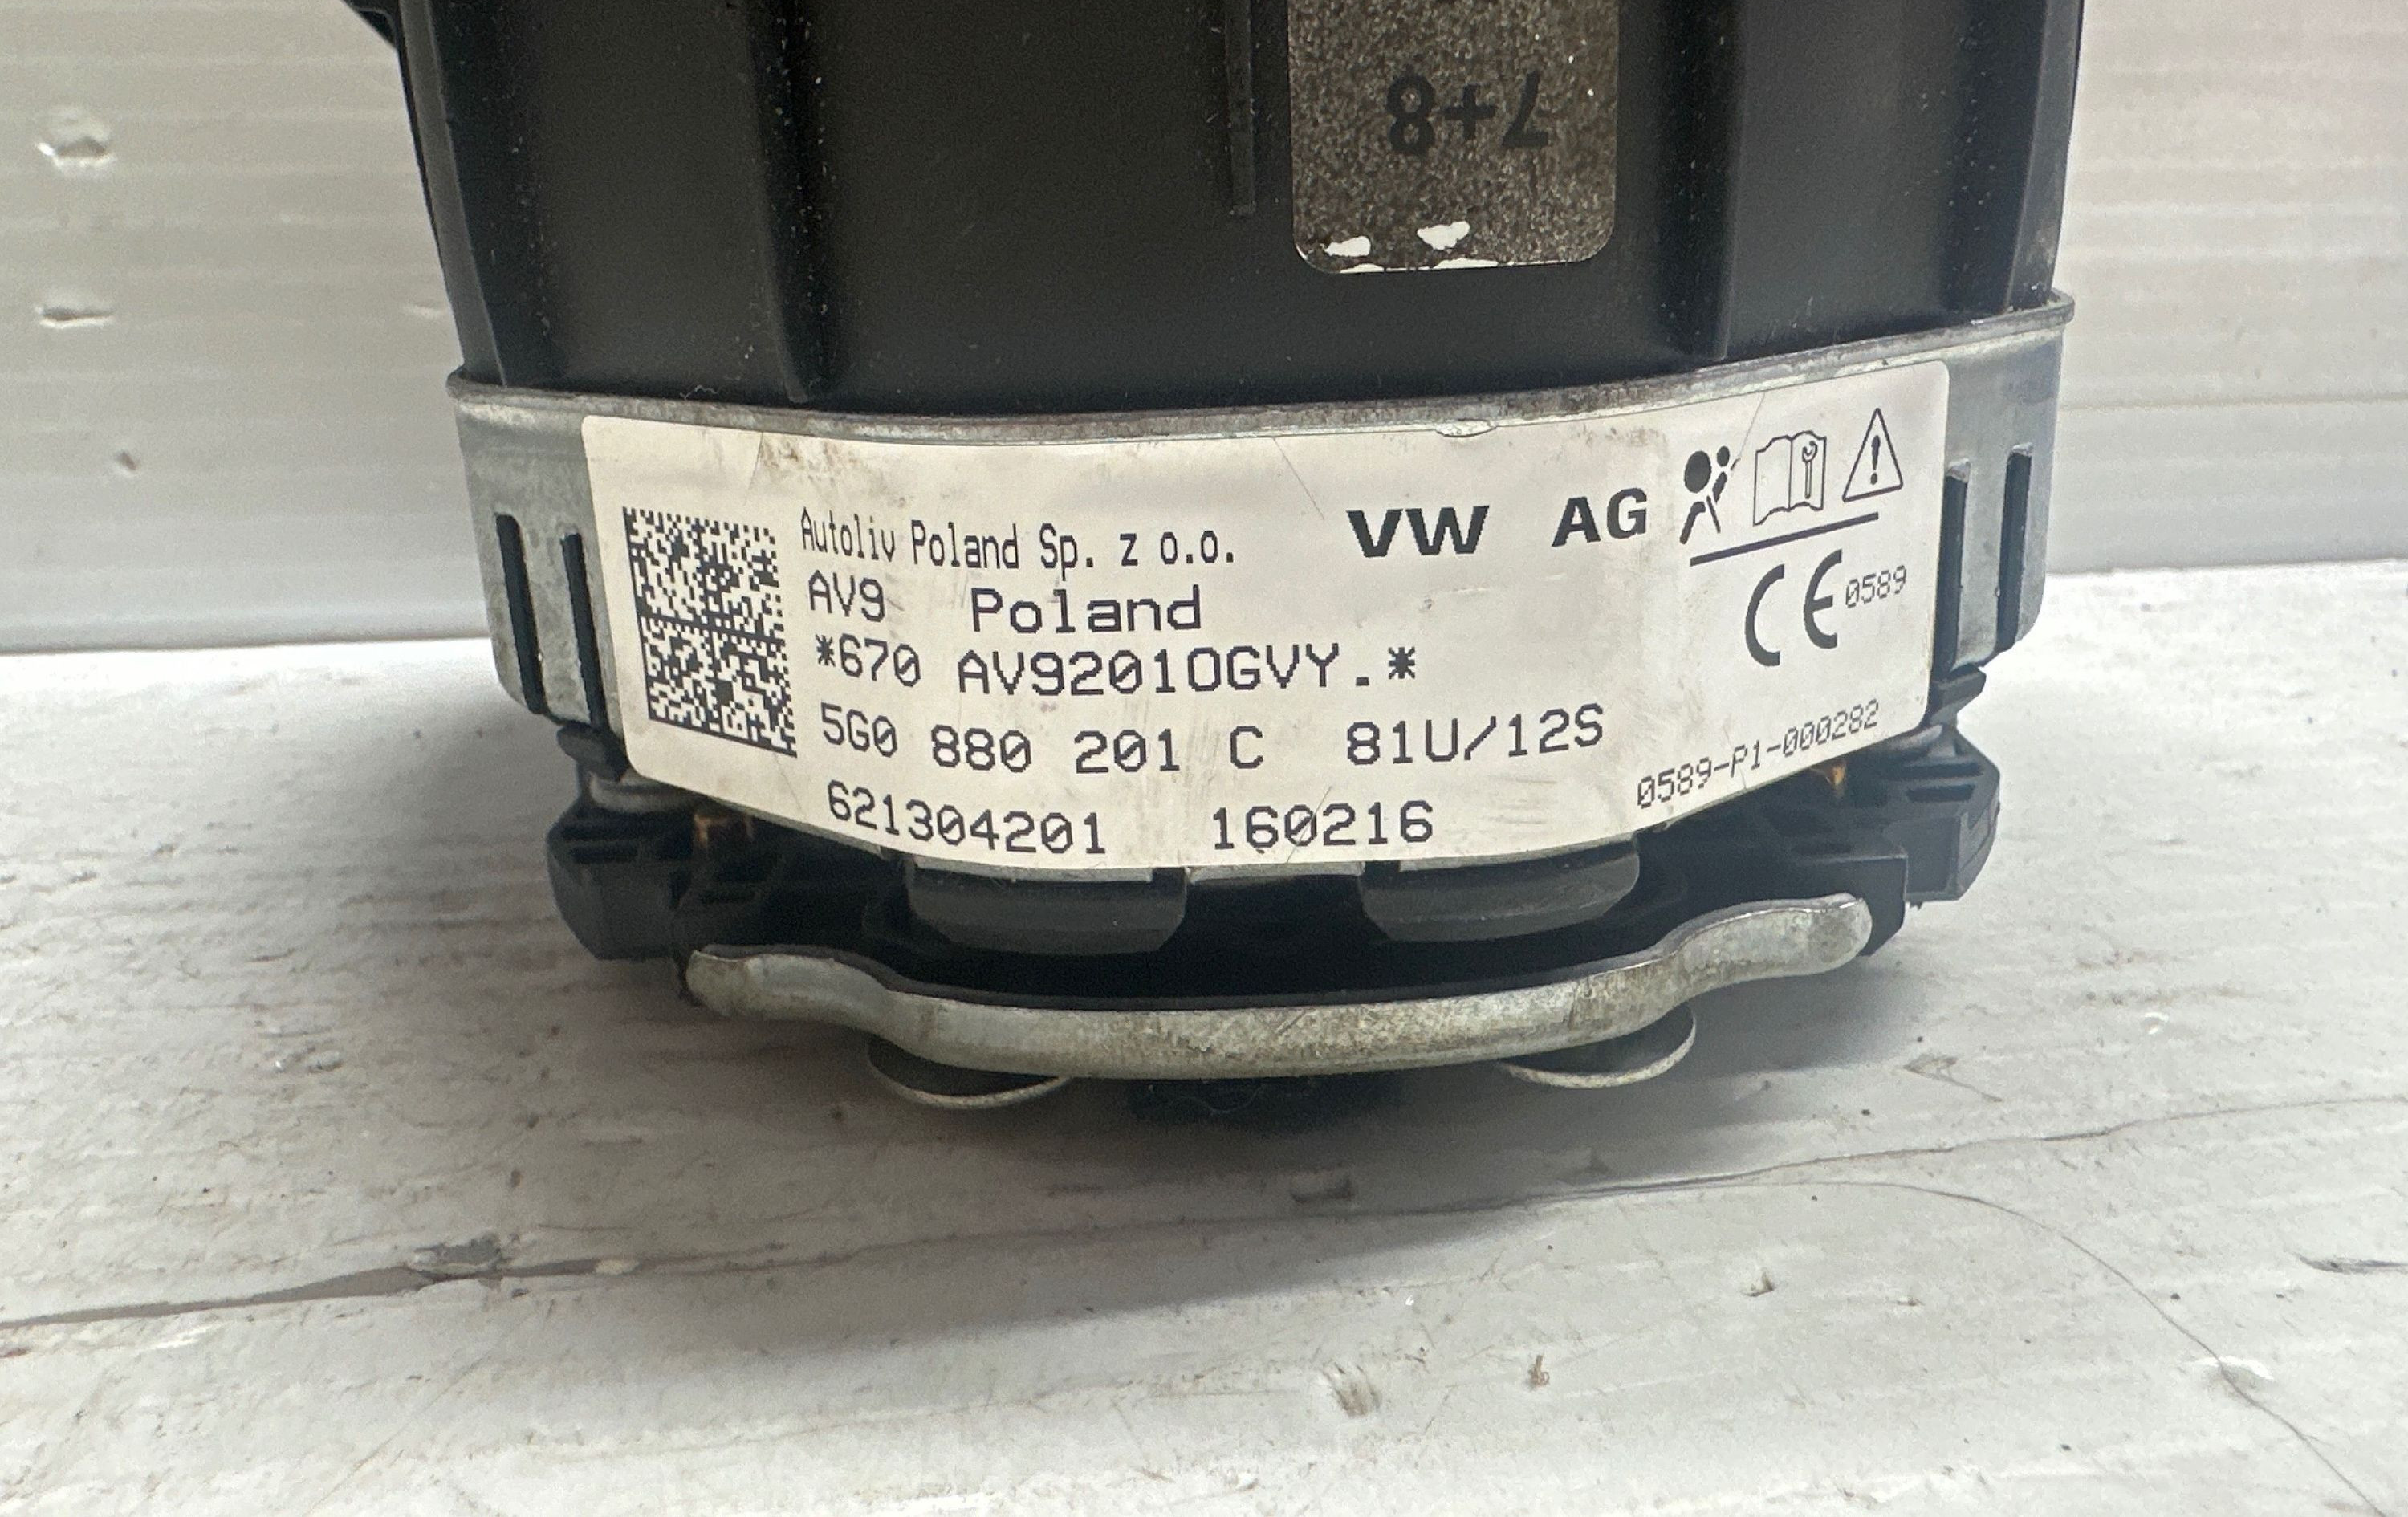 7+8
Autoliv Poland Sp. z o.o. VW AG
AV9 Poland CE 0589
*670 AV92010GVY.*
5G0 880 201 C 81U/12S
0589-P1-000282
621304201 160216